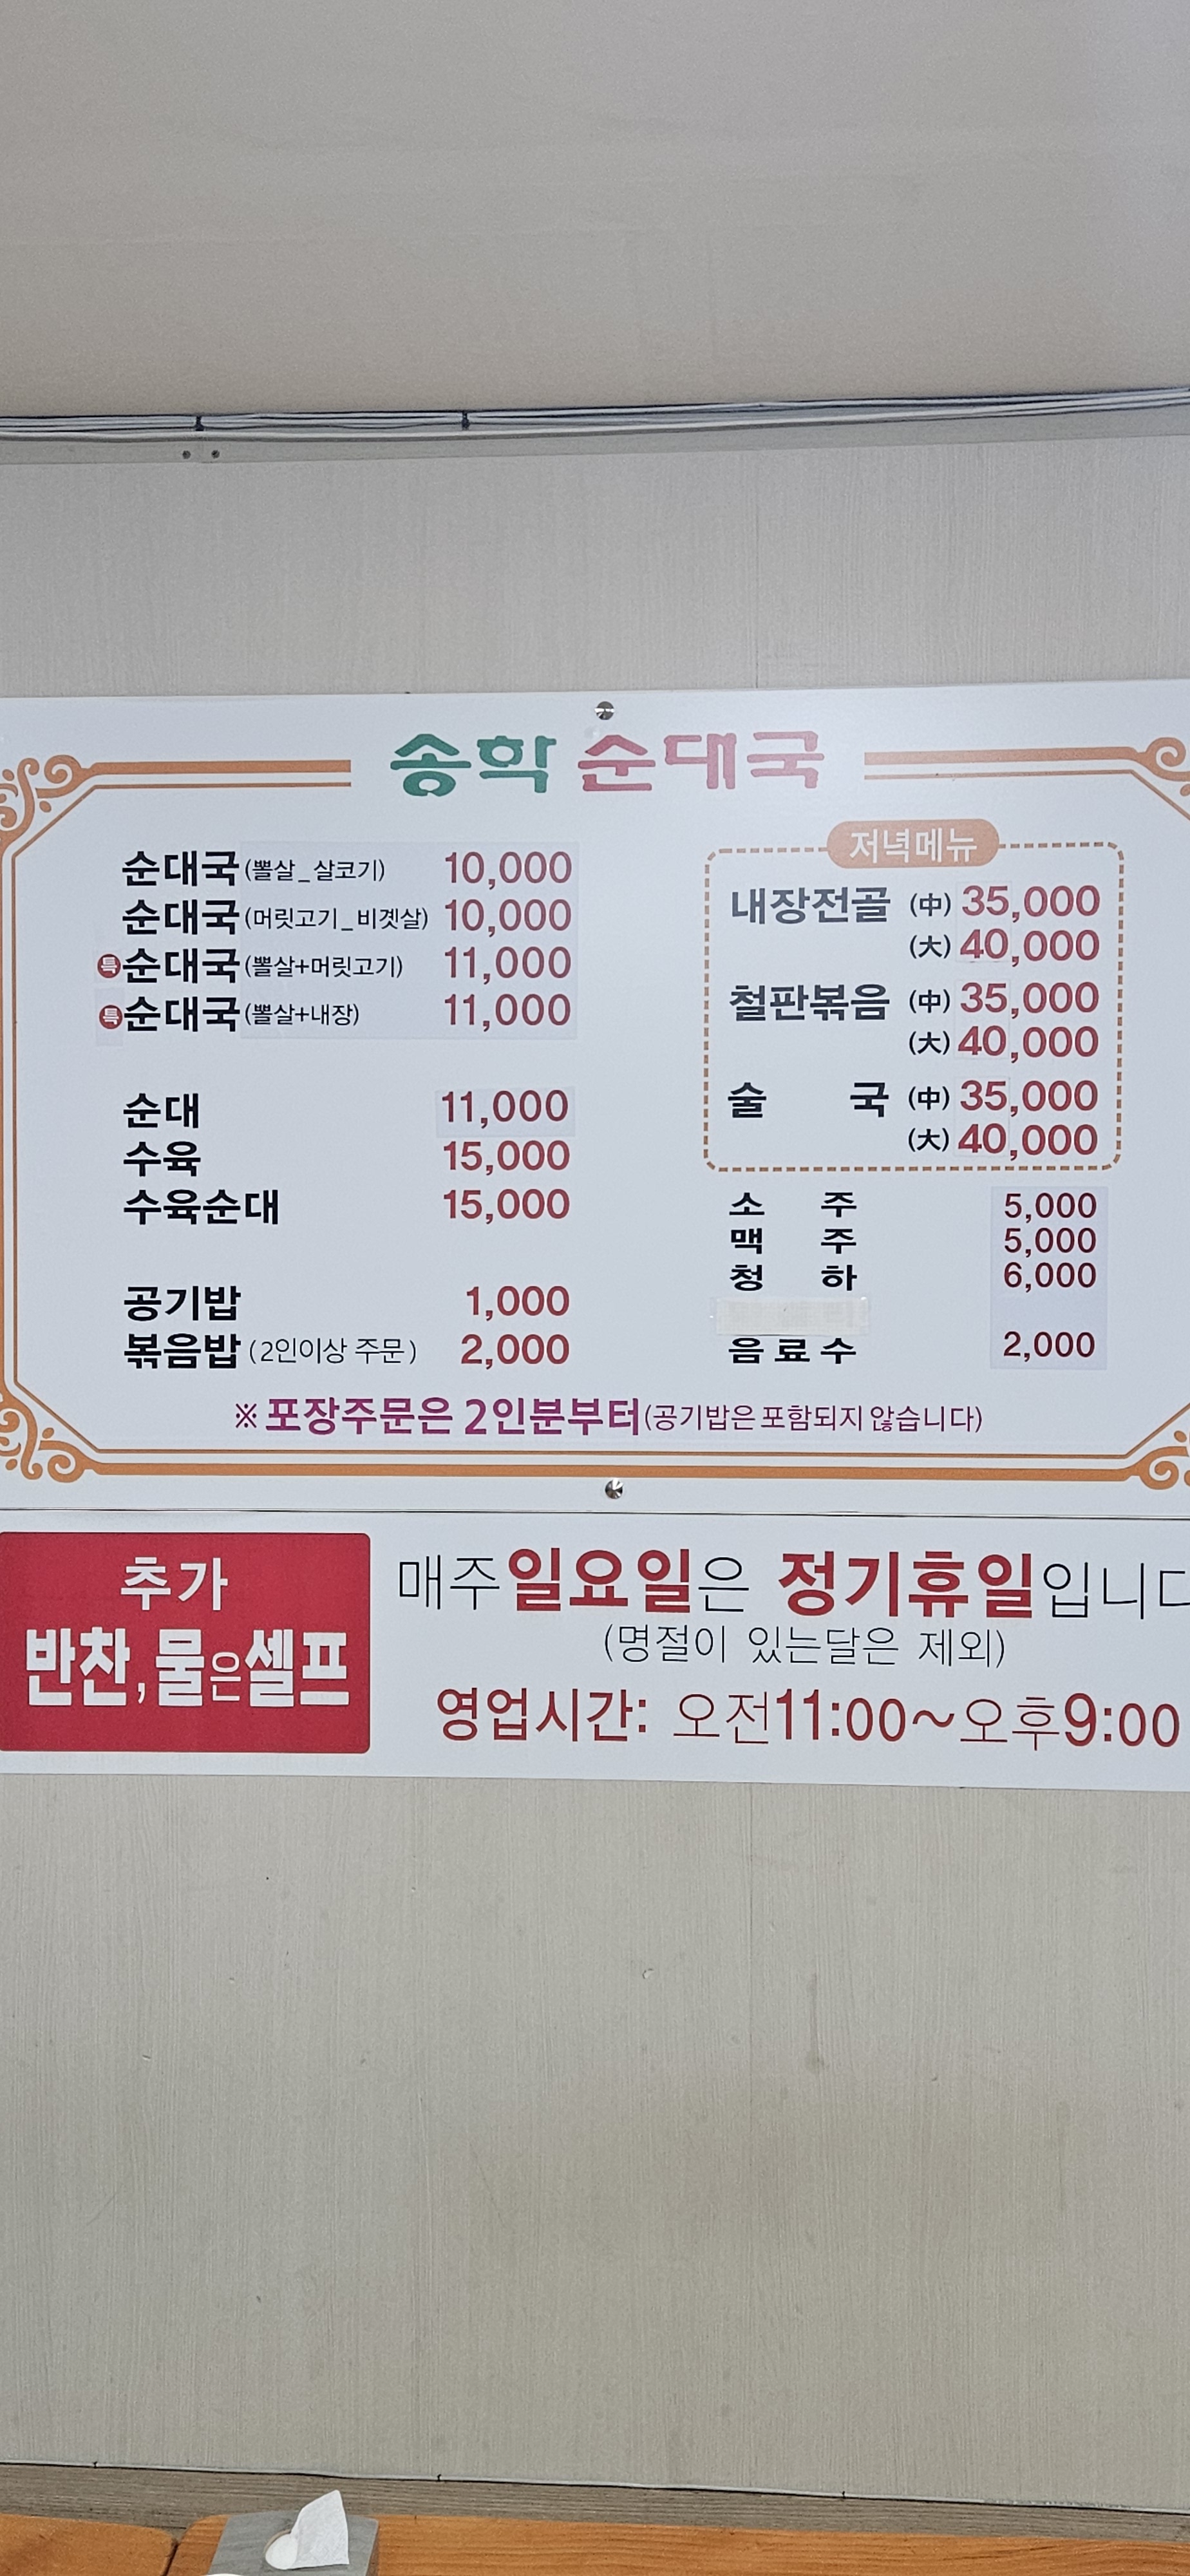 송학 순대국
순대국(뽈살_살코기) 10,000
순대국(머릿고기_비곗살) 10,000
특순대국(뽈살+머릿고기) 11,000
특순대국(뽈살+내장) 11,000
순대 11,000
수육 15,000
수육순대 15,000
공기밥 1,000
볶음밥 (2인이상 주문) 2,000
저녁메뉴
내장전골 (中) 35,000
(大) 40,000
철판볶음 (中) 35,000
(大) 40,000
술 국 (中) 35,000
(大) 40,000
소 주 5,000
맥 주 5,000
청 하 6,000
음료수 2,000
※포장주문은 2인분부터(공기밥은 포함되지 않습니다)
추가
반찬, 물은셀프
매주일요일은 정기휴일입니다
(명절이 있는달은 제외)
영업시간: 오전11:00~오후9:00